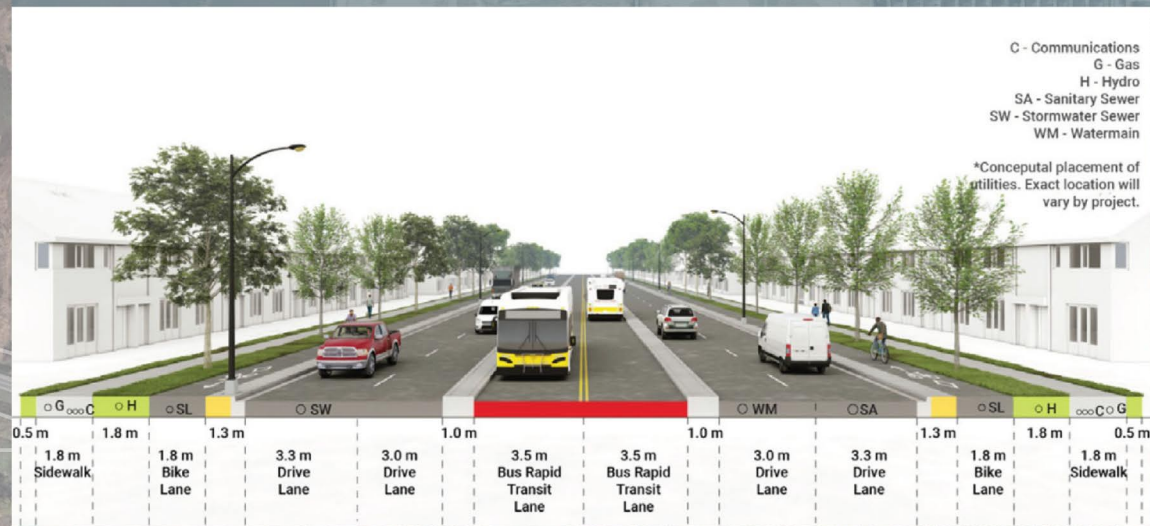 C - Communications
G - Gas
H - Hydro
SA - Sanitary Sewer
SW - Stormwater Sewer
WM - Watermain
*Conceputal placement of
utilities. Exact location will
vary by project.
G C H SL SW WM SA SL H C G
0.5 m 1.8 m 1.3 m 1.0 m 1.0 m 1.3 m 1.8 m 0.5 m
1.8 m 1.8 m 3.3 m 3.0 m 3.5 m 3.5 m 3.0 m 3.3 m 1.8 m 1.8 m
Sidewalk Bike Drive Drive Bus Rapid Bus Rapid Drive Drive Bike Sidewalk
Lane Lane Lane Transit Transit Lane Lane Lane
Lane Lane